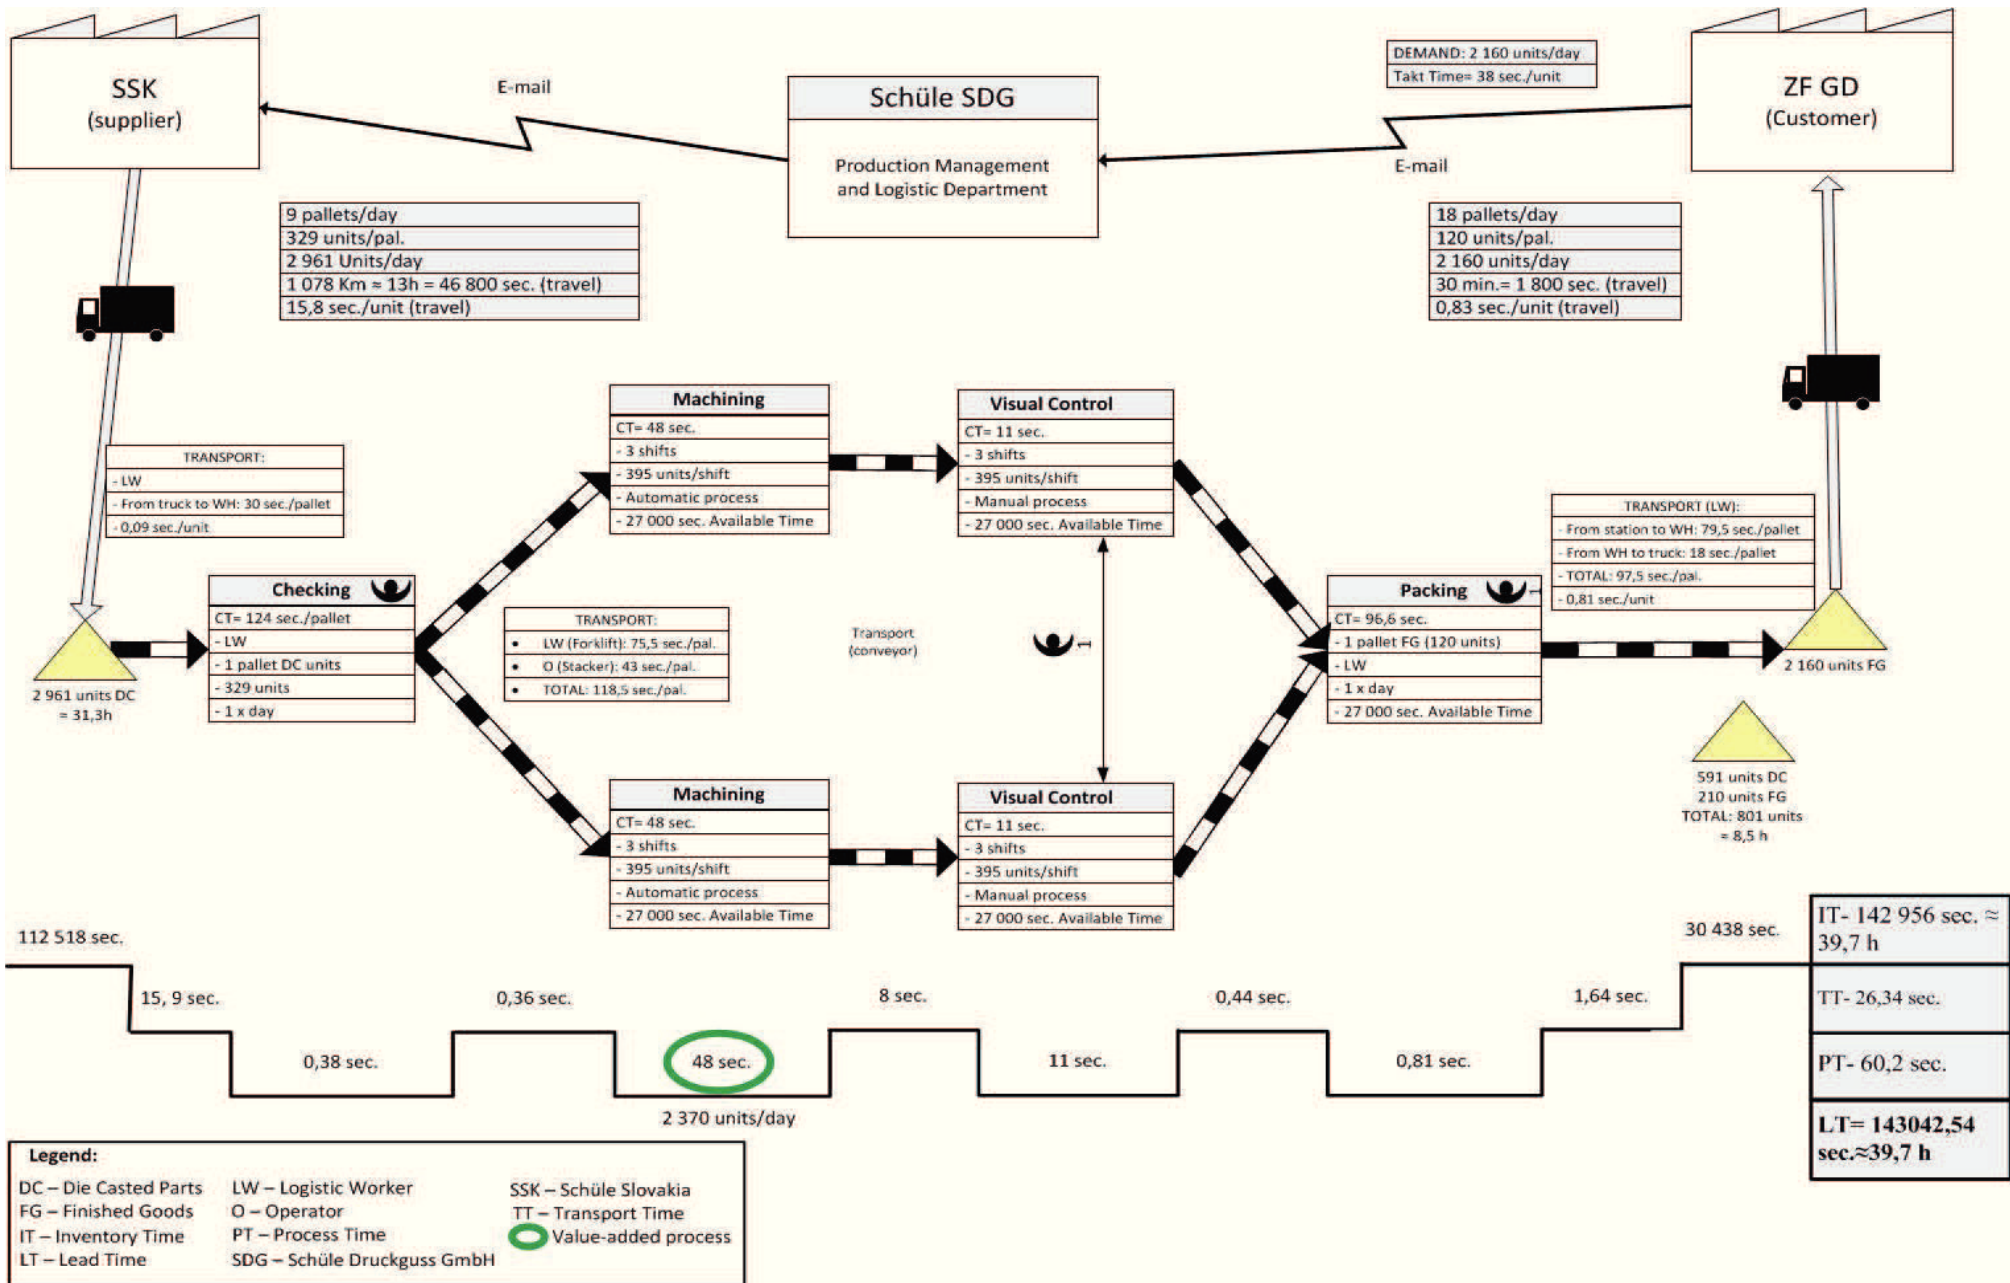 SSK
(supplier)
E-mail
Schüle SDG
Production Management
and Logistic Department
DEMAND: 2 160 units/day
Takt Time= 38 sec./unit
E-mail
ZF GD
(Customer)
9 pallets/day
329 units/pal.
2 961 Units/day
1 078 Km ≈ 13h = 46 800 sec. (travel)
15,8 sec./unit (travel)
18 pallets/day
120 units/pal.
2 160 units/day
30 min.= 1 800 sec. (travel)
0,83 sec./unit (travel)
TRANSPORT:
- LW
- From truck to WH: 30 sec./pallet
- 0,09 sec./unit
2 961 units DC
= 31,3h
Checking
CT= 124 sec./pallet
- LW
- 1 pallet DC units
- 329 units
- 1 x day
Machining
CT= 48 sec.
- 3 shifts
- 395 units/shift
- Automatic process
- 27 000 sec. Available Time
Visual Control
CT= 11 sec.
- 3 shifts
- 395 units/shift
- Manual process
- 27 000 sec. Available Time
TRANSPORT:
• LW (Forklift): 75,5 sec./pal.
• O (Stacker): 43 sec./pal.
• TOTAL: 118,5 sec./pal.
Transport
(conveyor)
1
Machining
CT= 48 sec.
- 3 shifts
- 395 units/shift
- Automatic process
- 27 000 sec. Available Time
Visual Control
CT= 11 sec.
- 3 shifts
- 395 units/shift
- Manual process
- 27 000 sec. Available Time
Packing
1
CT= 96,6 sec.
- 1 pallet FG (120 units)
- LW
- 1 x day
- 27 000 sec. Available Time
TRANSPORT (LW):
- From station to WH: 79,5 sec./pallet
- From WH to truck: 18 sec./pallet
- TOTAL: 97,5 sec./pal.
- 0,81 sec./unit
2 160 units FG
591 units DC
210 units FG
TOTAL: 801 units
= 8,5 h
112 518 sec.
15, 9 sec.
0,38 sec.
0,36 sec.
48 sec.
2 370 units/day
8 sec.
11 sec.
0,44 sec.
0,81 sec.
1,64 sec.
30 438 sec.
IT- 142 956 sec. ≈
39,7 h
TT- 26,34 sec.
PT- 60,2 sec.
LT= 143042,54
sec.≈39,7 h
Legend:
DC – Die Casted Parts
FG – Finished Goods
IT – Inventory Time
LT – Lead Time
LW – Logistic Worker
O – Operator
PT – Process Time
SDG – Schüle Druckguss GmbH
SSK – Schüle Slovakia
TT – Transport Time
Value-added process